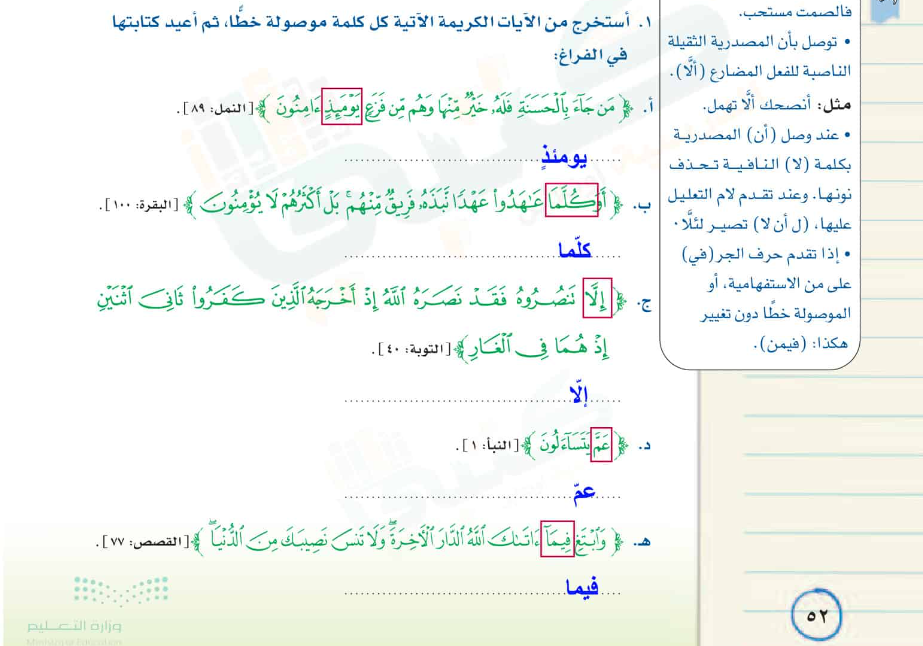 ١. أستخرج من الآيات الكريمة الآتية كل كلمة موصولة خطًّا، ثم أعيد كتابتها
في الفراغ:
أ. ﴿ مَن جَآءَ بِٱلۡحَسَنَةِ فَلَهُۥ خَيۡرٞ مِّنۡهَا وَهُم مِّن فَزَعٖ يَوۡمَئِذٍ ءَامِنُونَ ﴾ [النمل: ٨٩].
يومئذٍ
ب. ﴿ أَوَكُلَّمَا عَٰهَدُواْ عَهۡدٗا نَّبَذَهُۥ فَرِيقٞ مِّنۡهُمۚ بَلۡ أَكۡثَرُهُمۡ لَا يُؤۡمِنُونَ ﴾ [البقرة: ١٠٠].
كلّما
ج. ﴿ إِلَّا تَنصُرُوهُ فَقَدۡ نَصَرَهُ ٱللَّهُ إِذۡ أَخۡرَجَهُ ٱلَّذِينَ كَفَرُواْ ثَانِيَ ٱثۡنَيۡنِ
إِذۡ هُمَا فِي ٱلۡغَارِ ﴾ [التوبة: ٤٠].
إلّا
د. ﴿ عَمَّ يَتَسَآءَلُونَ ﴾ [النبأ: ١].
عمّ
هـ. ﴿ وَٱبۡتَغِ فِيمَآ ءَاتَىٰكَ ٱللَّهُ ٱلدَّارَ ٱلۡأٓخِرَةَۖ وَلَا تَنسَ نَصِيبَكَ مِنَ ٱلدُّنۡيَاۖ ﴾ [القصص: ٧٧].
فيما
فالصمت مستحب.
• توصل بأن المصدرية الثقيلة
الناصبة للفعل المضارع (ألَّا).
مثل: أنصحك ألَّا تهمل.
• عند وصل (أن) المصدرية
بكلمة (لا) النافية تحذف
نونها. وعند تقدم لام التعليل
عليها، (ل أن لا) تصير لئلَّا.
• إذا تقدم حرف الجر (في)
على من الاستفهامية، أو
الموصولة خطًا دون تغيير
هكذا: (فيمن).
وزارة التعليم
Ministry of Education
٥٢